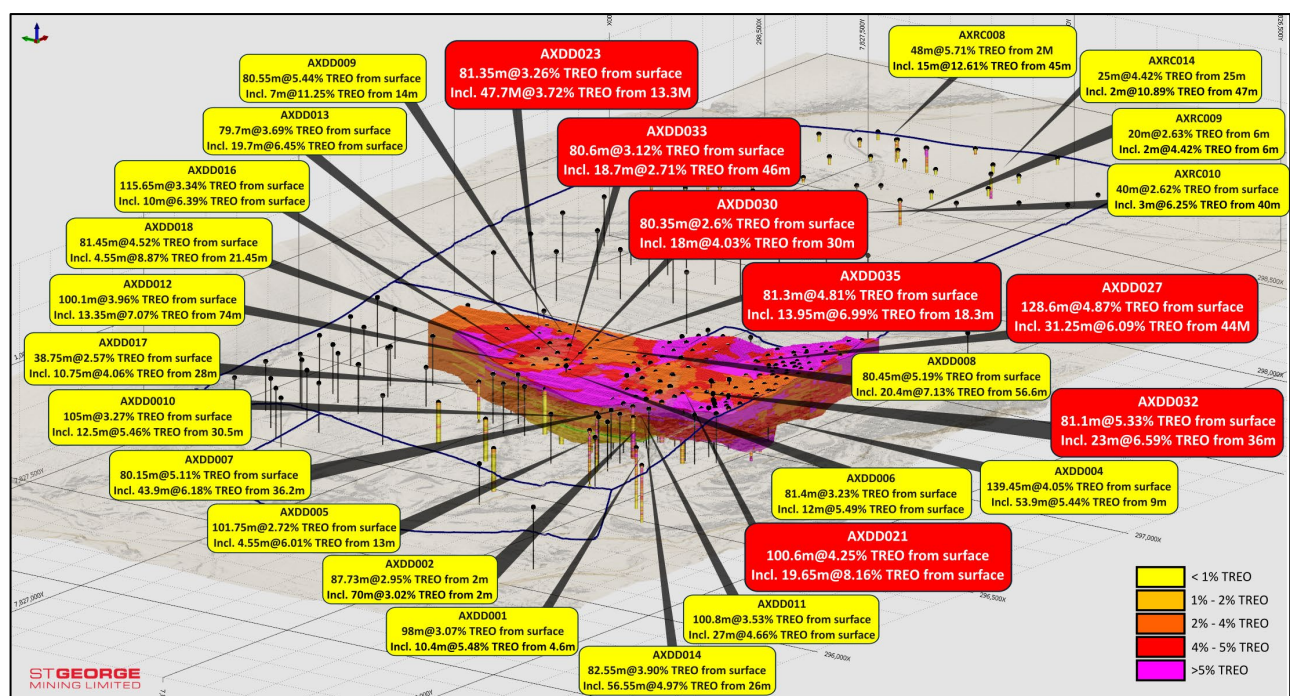 AXDD023
81.35m@3.26% TREO from surface
Incl. 47.7M@3.72% TREO from 13.3M
AXRC008
48m@5.71% TREO from 2M
Incl. 15m@12.61% TREO from 45m
AXDD009
80.55m@5.44% TREO from surface
Incl. 7m@11.25% TREO from 14m
AXRC014
25m@4.42% TREO from 25m
Incl. 2m@10.89% TREO from 47m
AXDD013
79.7m@3.69% TREO from surface
Incl. 19.7m@6.45% TREO from surface
AXDD033
80.6m@3.12% TREO from surface
Incl. 18.7m@2.71% TREO from 46m
AXRC009
20m@2.63% TREO from 6m
Incl. 2m@4.42% TREO from 6m
AXDD016
115.65m@3.34% TREO from surface
Incl. 10m@6.39% TREO from surface
AXRC010
40m@2.62% TREO from surface
Incl. 3m@6.25% TREO from 40m
AXDD030
80.35m@2.6% TREO from surface
Incl. 18m@4.03% TREO from 30m
AXDD018
81.45m@4.52% TREO from surface
Incl. 4.55m@8.87% TREO from 21.45m
AXDD035
81.3m@4.81% TREO from surface
Incl. 13.95m@6.99% TREO from 18.3m
AXDD027
128.6m@4.87% TREO from surface
Incl. 31.25m@6.09% TREO from 44M
AXDD012
100.1m@3.96% TREO from surface
Incl. 13.35m@7.07% TREO from 74m
AXDD017
38.75m@2.57% TREO from surface
Incl. 10.75m@4.06% TREO from 28m
AXDD008
80.45m@5.19% TREO from surface
Incl. 20.4m@7.13% TREO from 56.6m
AXDD0010
105m@3.27% TREO from surface
Incl. 12.5m@5.46% TREO from 30.5m
AXDD032
81.1m@5.33% TREO from surface
Incl. 23m@6.59% TREO from 36m
AXDD007
80.15m@5.11% TREO from surface
Incl. 43.9m@6.18% TREO from 36.2m
AXDD006
81.4m@3.23% TREO from surface
Incl. 12m@5.49% TREO from surface
AXDD004
139.45m@4.05% TREO from surface
Incl. 53.9m@5.44% TREO from 9m
AXDD005
101.75m@2.72% TREO from surface
Incl. 4.55m@6.01% TREO from 13m
AXDD021
100.6m@4.25% TREO from surface
Incl. 19.65m@8.16% TREO from surface
AXDD002
87.73m@2.95% TREO from 2m
Incl. 70m@3.02% TREO from 2m
AXDD001
98m@3.07% TREO from surface
Incl. 10.4m@5.48% TREO from 4.6m
AXDD011
100.8m@3.53% TREO from surface
Incl. 27m@4.66% TREO from surface
AXDD014
82.55m@3.90% TREO from surface
Incl. 56.55m@4.97% TREO from 26m
298,500X
7,827,500Y
298,500X
298,000X
297,000X
296,500X
296,000X
7,827,500Y
7,827,000Y
< 1% TREO
1% - 2% TREO
2% - 4% TREO
4% - 5% TREO
>5% TREO
ST GEORGE
MINING LIMITED